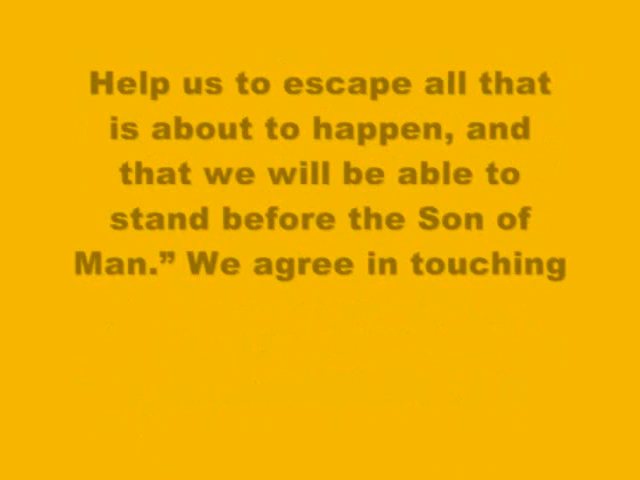 Help us to escape all that
is about to happen, and
that we will be able to
stand before the Son of
Man.” We agree in touching